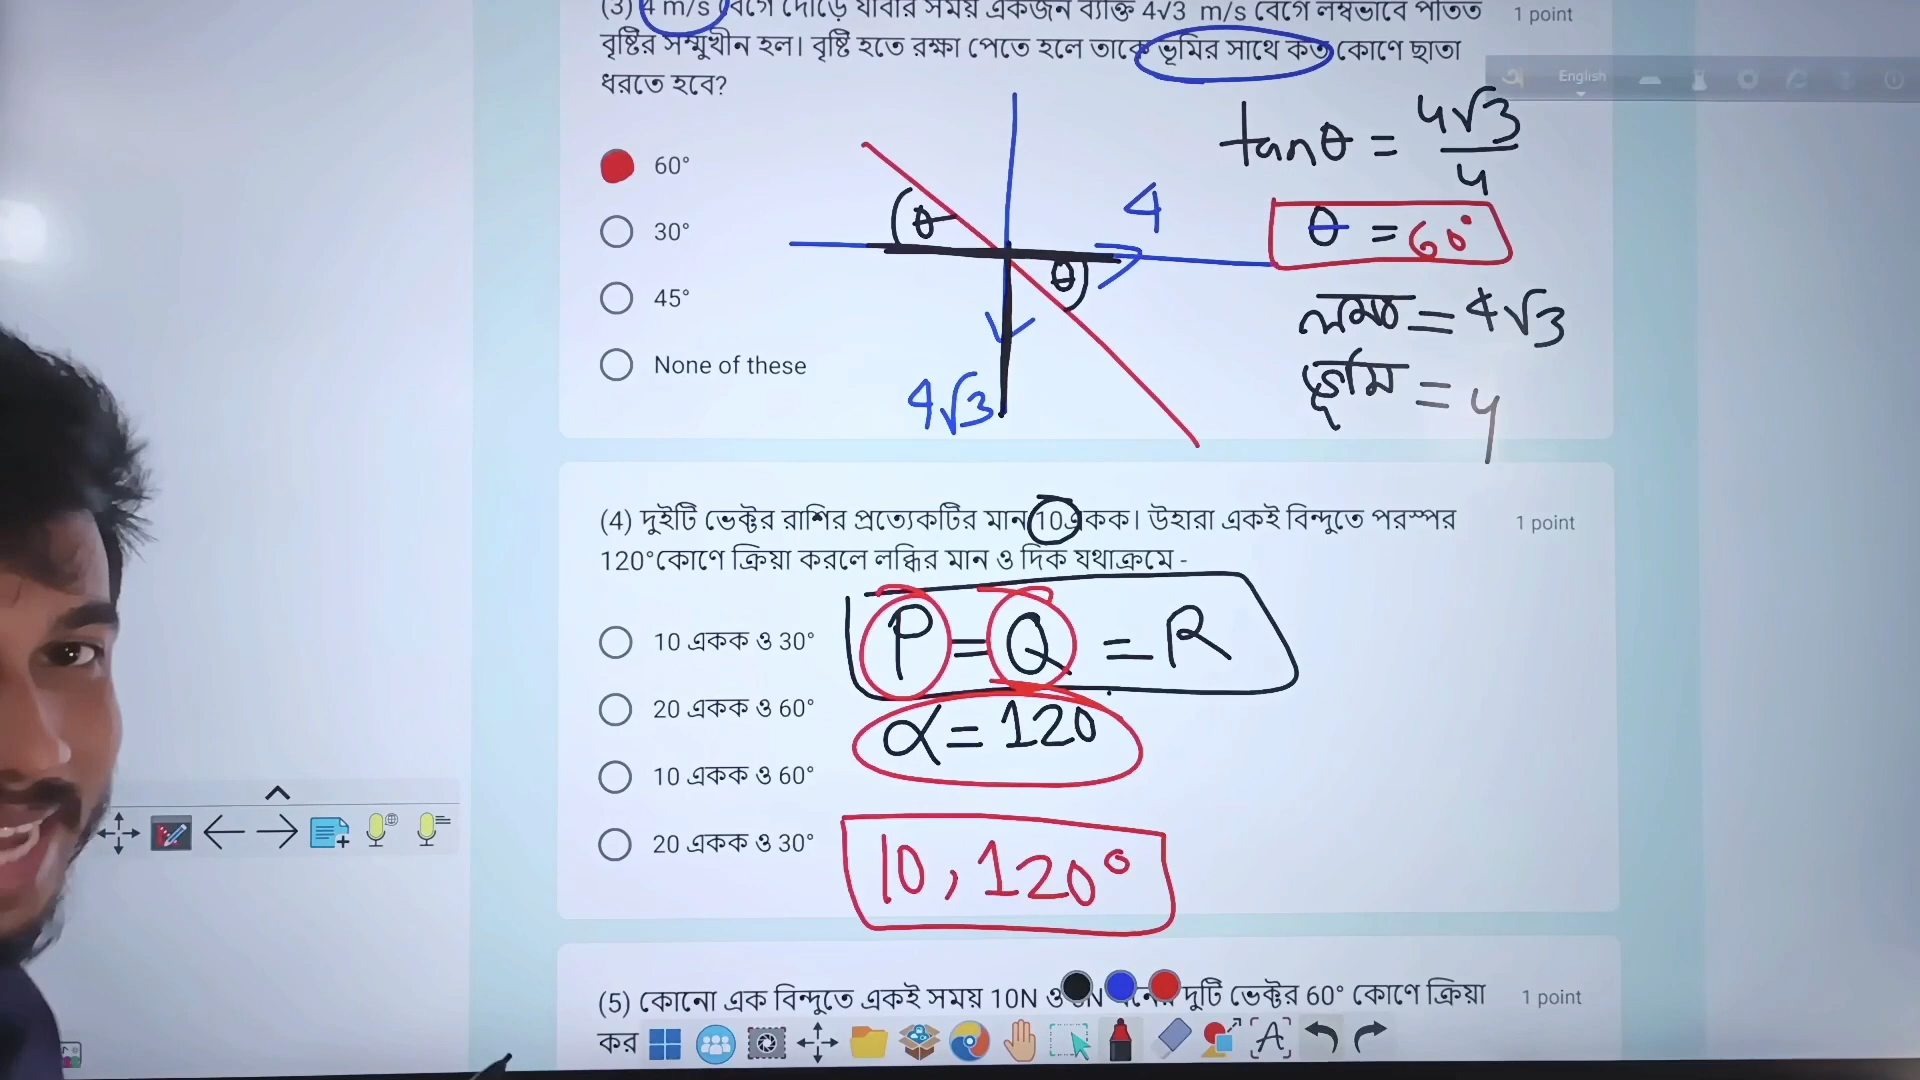 (3) 4 m/s বেগে দৌড়ে যাবার সময় একজন ব্যক্তি 4√3 m/s বেগে লম্বভাবে পতিত
1 point
বৃষ্টির সম্মুখীন হল। বৃষ্টি হতে রক্ষা পেতে হলে তাকে ভূমির সাথে কত কোণে ছাতা
ধরতে হবে?
English
60°
30°
45°
None of these
θ
θ
4
4√3
tanθ = 4√3/4
θ = 60°
লম্ব = 4√3
ভূমি = 4
(4) দুইটি ভেক্টর রাশির প্রত্যেকটির মান 10 একক। উহারা একই বিন্দুতে পরস্পর
1 point
120° কোণে ক্রিয়া করলে লব্ধির মান ও দিক যথাক্রমে -
10 একক ও 30°
20 একক ও 60°
10 একক ও 60°
20 একক ও 30°
P = Q = R
α = 120
10, 120°
(5) কোনো এক বিন্দুতে একই সময় 10N ও দুটি ভেক্টর 60° কোণে ক্রিয়া
1 point
কর